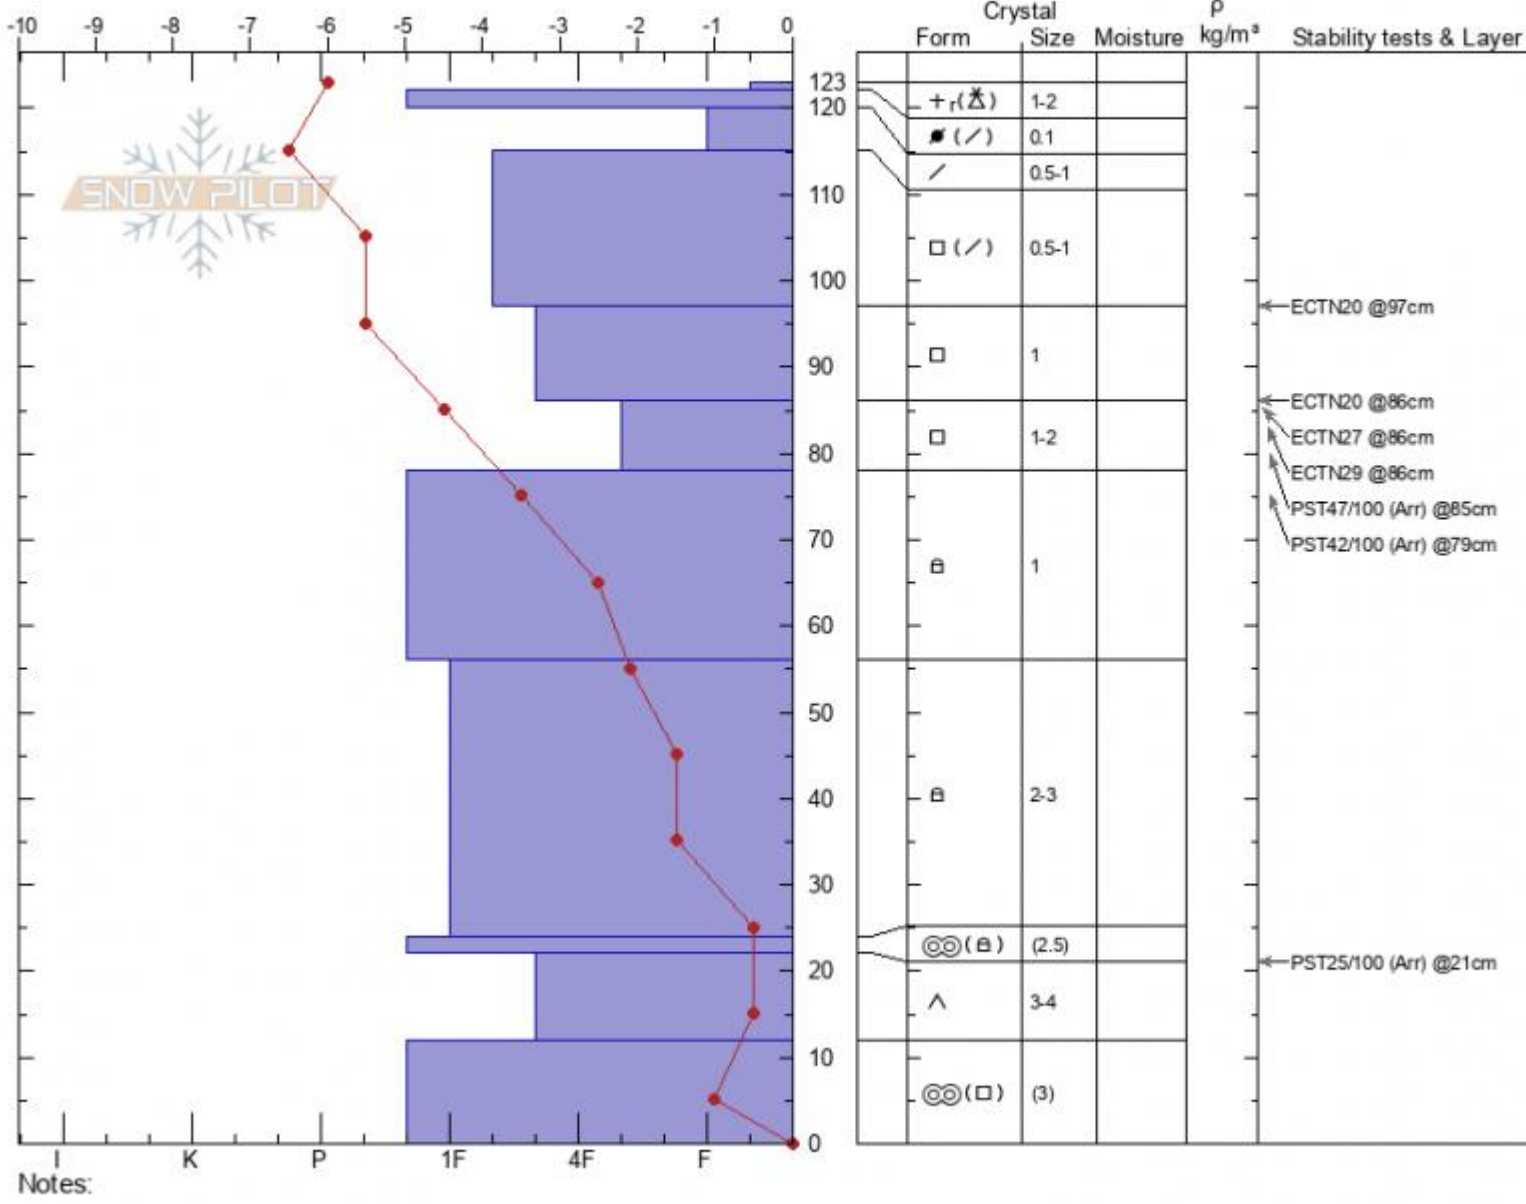 Crystal ρ
-10 -9 -8 -7 -6 -5 -4 -3 -2 -1 0 Form Size Moisture kg/m³ Stability tests & Layer
123
+r( ) 1-2
120
(/) 0.1
/ 0.5-1
SNOW PILOT
110
□ (/) 0.5-1
100
ECTN20 @97cm
□ 1
90
ECTN20 @86cm
□ 1-2 ECTN27 @86cm
80
ECTN29 @86cm
PST47/100 (Arr) @85cm
70 PST42/100 (Arr) @79cm
1
60
50
40 2-3
30
(2.5)
20 PST25/100 (Arr) @21cm
∧ 3-4
10
(□) (3)
0
I K P 1F 4F F
Notes: